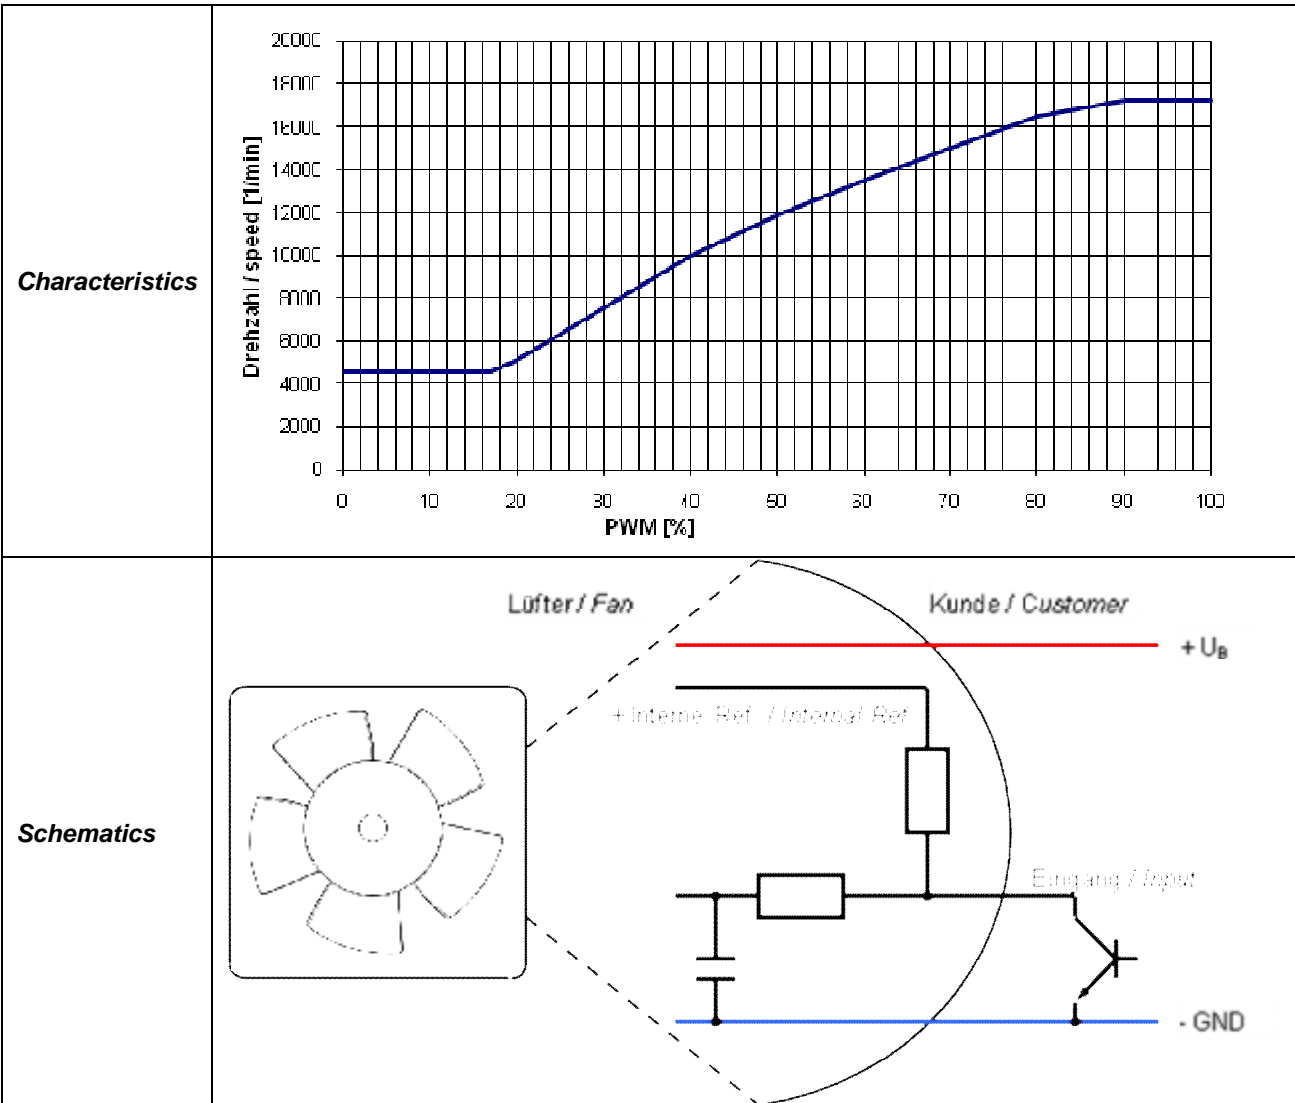 Characteristics
20000
18000
16000
14000
12000
10000
8000
6000
4000
2000
0
Drehzahl / speed [1/min]
0 10 20 30 40 50 60 70 80 90 100
PWM [%]
Schematics
Lüfter / Fan
Kunde / Customer
+ UB
+ Interne Ref. / Internal Ref
Eingang / Input
- GND